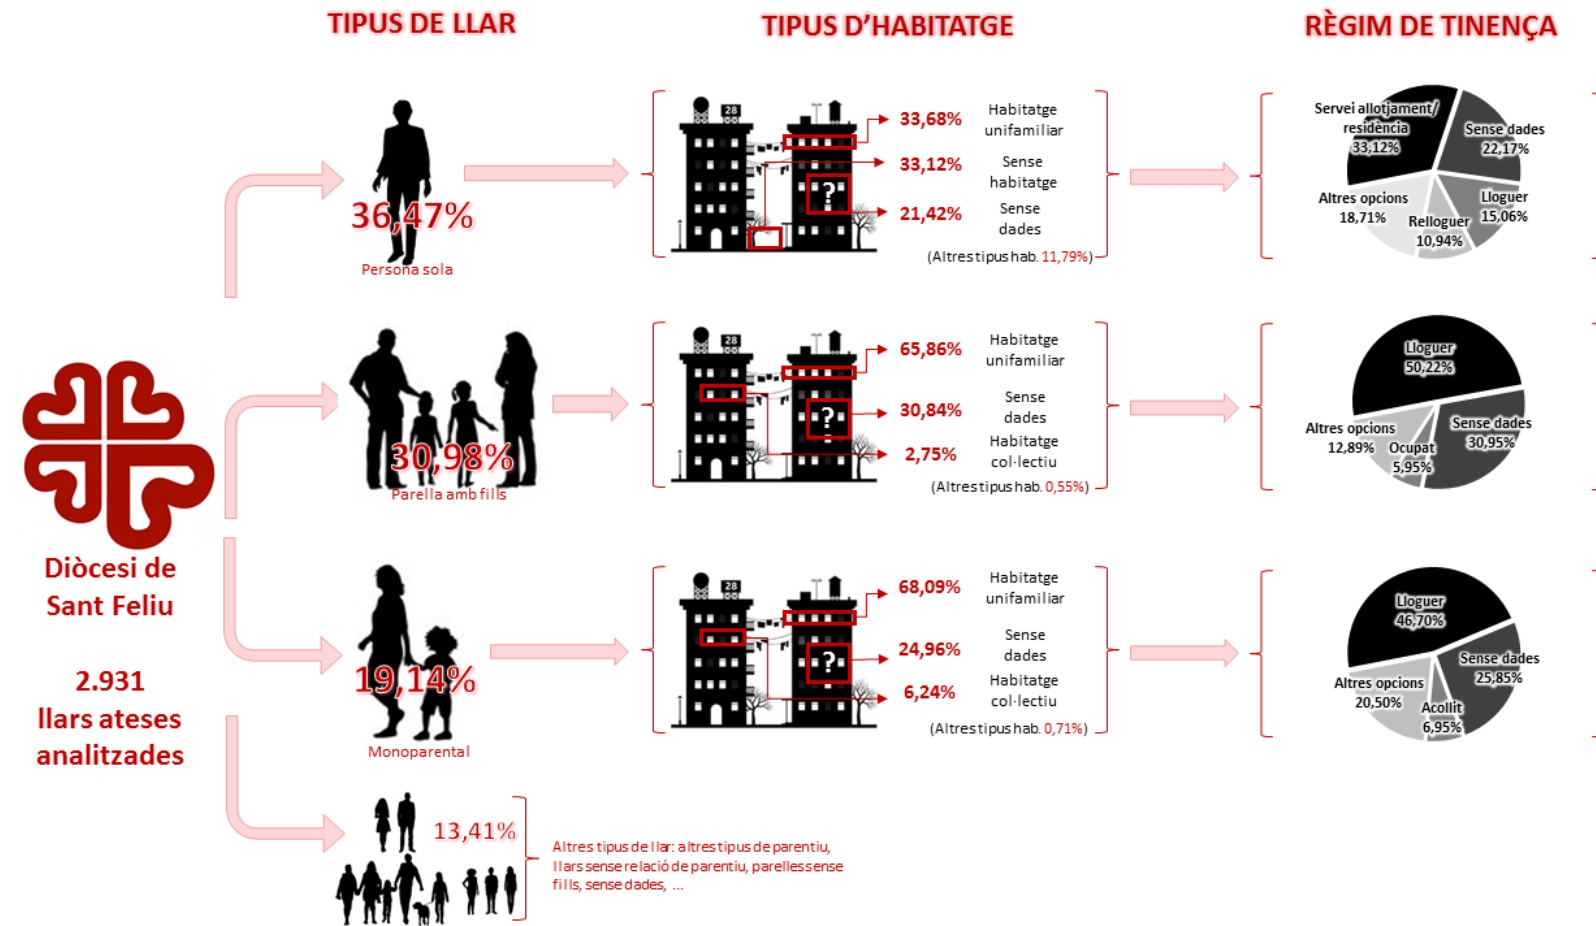 TIPUS DE LLAR
TIPUS D'HABITATGE
RÈGIM DE TINENÇA
Diòcesi de
Sant Feliu
2.931
llars ateses
analitzades
36,47%
Persona sola
28
?
33,68%
Habitatge
unifamiliar
33,12%
Sense
habitatge
21,42%
Sense
dades
(Altres tipus hab. 11,79%)
Servei allotjament/
residència
33,12%
Sense dades
22,17%
Lloguer
15,06%
Relloguer
10,94%
Altres opcions
18,71%
30,98%
Parella amb fills
28
?
65,86%
Habitatge
unifamiliar
30,84%
Sense
dades
2,75%
Habitatge
col·lectiu
(Altres tipus hab. 0,55%)
Lloguer
50,22%
Sense dades
30,95%
Ocupat
5,95%
Altres opcions
12,89%
19,14%
Monoparental
28
?
68,09%
Habitatge
unifamiliar
24,96%
Sense
dades
6,24%
Habitatge
col·lectiu
(Altres tipus hab. 0,71%)
Lloguer
46,70%
Sense dades
25,85%
Acollit
6,95%
Altres opcions
20,50%
13,41%
Altres tipus de llar: altres tipus de parentiu,
llars sense relació de parentiu, parelles sense
fills, sense dades, ...